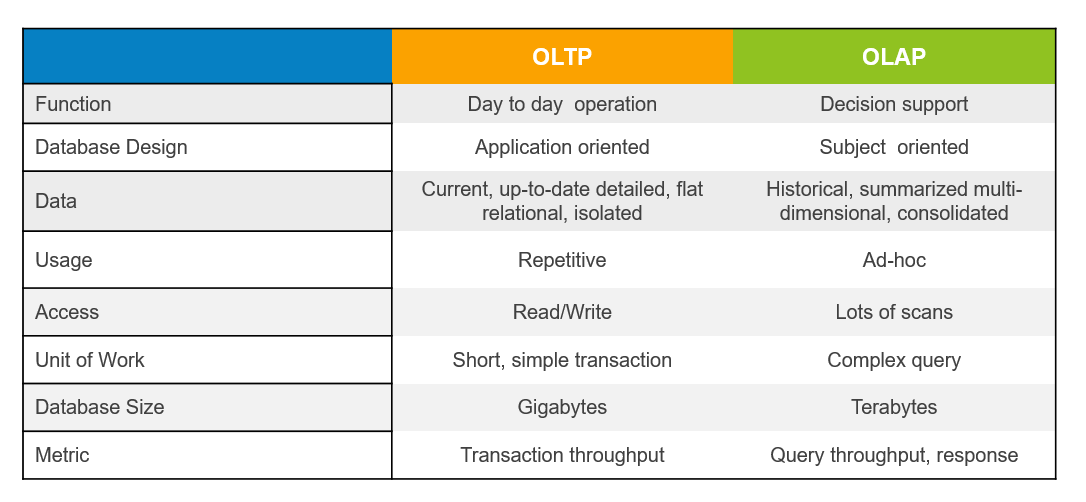 OLTP OLAP
Function Day to day  operation Decision support
Database Design Application oriented Subject  oriented
Data Current, up-to-date detailed, flat relational, isolated Historical, summarized multi-dimensional, consolidated
Usage Repetitive Ad-hoc
Access Read/Write Lots of scans
Unit of Work Short, simple transaction Complex query
Database Size Gigabytes Terabytes
Metric Transaction throughput Query throughput, response